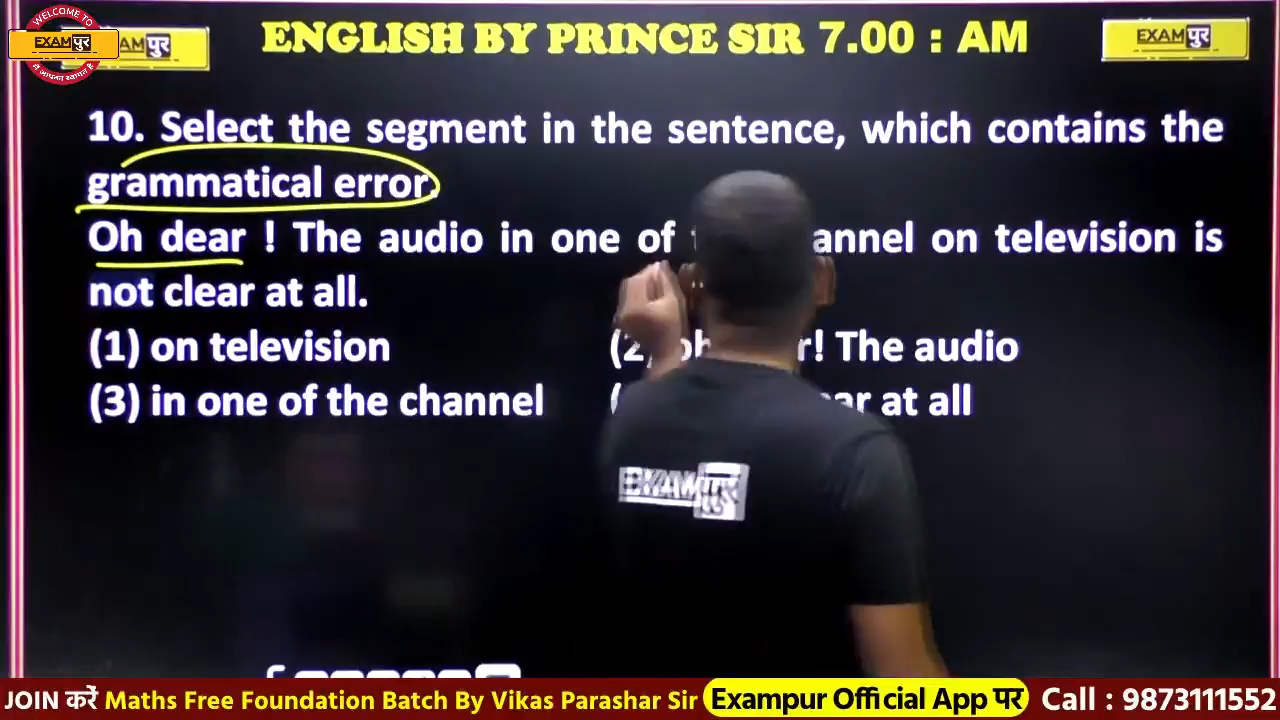 WELCOME TO
EXAMपुर
AMपुर
ENGLISH BY PRINCE SIR 7.00 : AM
EXAMपुर
10. Select the segment in the sentence, which contains the
grammatical error.
Oh dear ! The audio in one of on television is
not clear at all.
(1) on television
(2) The audio
(3) in one of the channel
at all
EXAMपुर
JOIN करें Maths Free Foundation Batch By Vikas Parashar Sir Exampur Official App पर Call : 9873111552